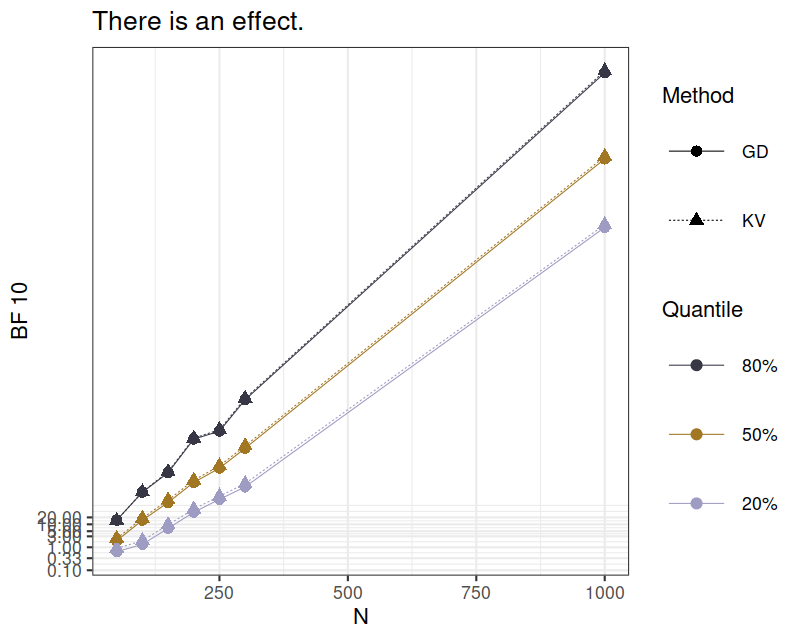 There is an effect.
BF 10
20.00
3.00
1.00
0.33
0.10
250
500
750
1000
N
Method
GD
KV
Quantile
80%
50%
20%